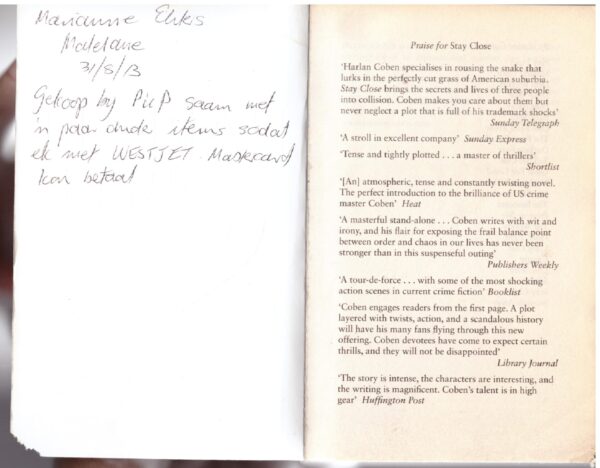 Marianne
Maletane
31/5/13
Gekoop by PicP saam met
'n paar ander items sodat
ek met WESTJET Mastercard
kon betaal
Praise for Stay Close
‘Harlan Coben specialises in rousing the snake that
lurks in the perfectly cut grass of American suburbia.
Stay Close brings the secrets and lives of three people
into collision. Coben makes you care about them but
never neglect a plot that is full of his trademark shocks’
Sunday Telegraph
‘A stroll in excellent company’ Sunday Express
‘Tense and tightly plotted . . . a master of thrillers’
Shortlist
‘[An] atmospheric, tense and constantly twisting novel.
The perfect introduction to the brilliance of US crime
master Coben’ Heat
‘A masterful stand-alone . . . Coben writes with wit and
irony, and his flair for exposing the frail balance point
between order and chaos in our lives has never been
stronger than in this suspenseful outing’
Publishers Weekly
‘A tour-de-force . . . with some of the most shocking
action scenes in current crime fiction’ Booklist
‘Coben engages readers from the first page. A plot
layered with twists, action, and a scandalous history
will have his many fans flying through this new
offering. Coben devotees have come to expect certain
thrills, and they will not be disappointed’
Library Journal
‘The story is intense, the characters are interesting, and
the writing is magnificent. Coben’s talent is in high
gear’ Huffington Post